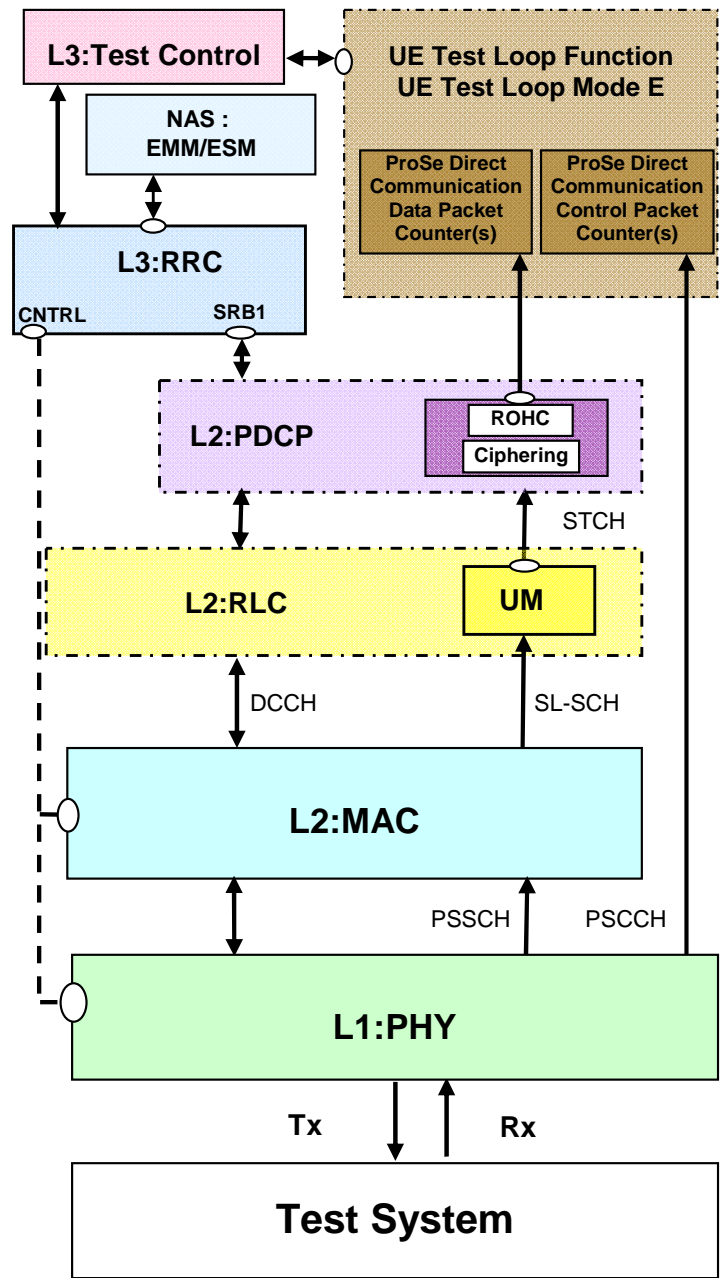 L3:Test Control
UE Test Loop Function
UE Test Loop Mode E
NAS :
EMM/ESM
ProSe Direct
Communication
Data Packet
Counter(s)
ProSe Direct
Communication
Control Packet
Counter(s)
L3:RRC
CNTRL
SRB1
L2:PDCP
ROHC
Ciphering
STCH
L2:RLC
UM
DCCH
SL-SCH
L2:MAC
PSSCH
PSCCH
L1:PHY
Tx
Rx
Test System